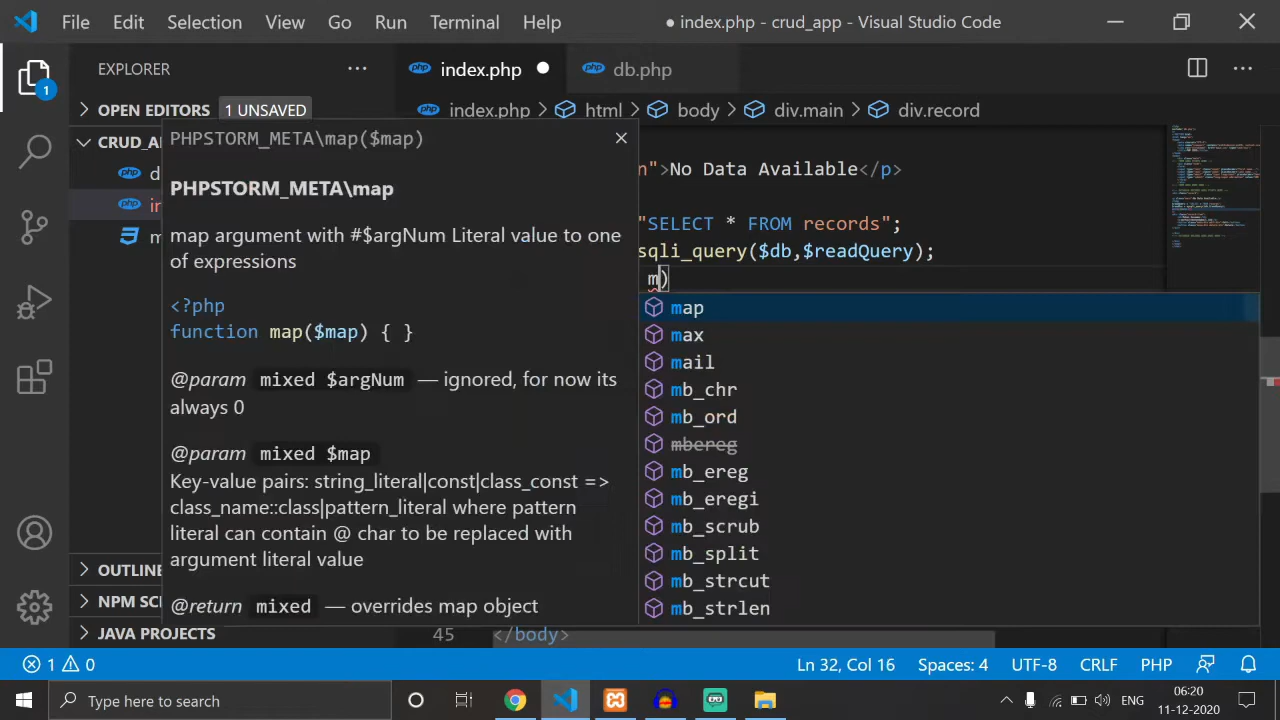 File Edit Selection View Go Run Terminal Help
● index.php - crud_app - Visual Studio Code
EXPLORER
index.php
db.php
OPEN EDITORS 1 UNSAVED
index.php > html > body > div.main > div.record
CRUD_A
PHPSTORM_META\map($map)
d
in
m
PHPSTORM_META\map
map argument with #$argNum Literal value to one
of expressions
<?php
function map($map) { }
@param mixed $argNum — ignored, for now its
always 0
@param mixed $map
Key-value pairs: string_literal|const|class_const =>
class_name::class|pattern_literal where pattern
literal can contain @ char to be replaced with
argument literal value
@return mixed — overrides map object
n">No Data Available</p>
"SELECT * FROM records";
sqli_query($db,$readQuery);
m)
map
max
mail
mb_chr
mb_ord
mbereg
mb_ereg
mb_eregi
mb_scrub
mb_split
mb_strcut
mb_strlen
45 </body>
OUTLINE
NPM SC
JAVA PROJECTS
1 0
Ln 32, Col 16 Spaces: 4 UTF-8 CRLF PHP
Type here to search
ENG
06:20
11-12-2020